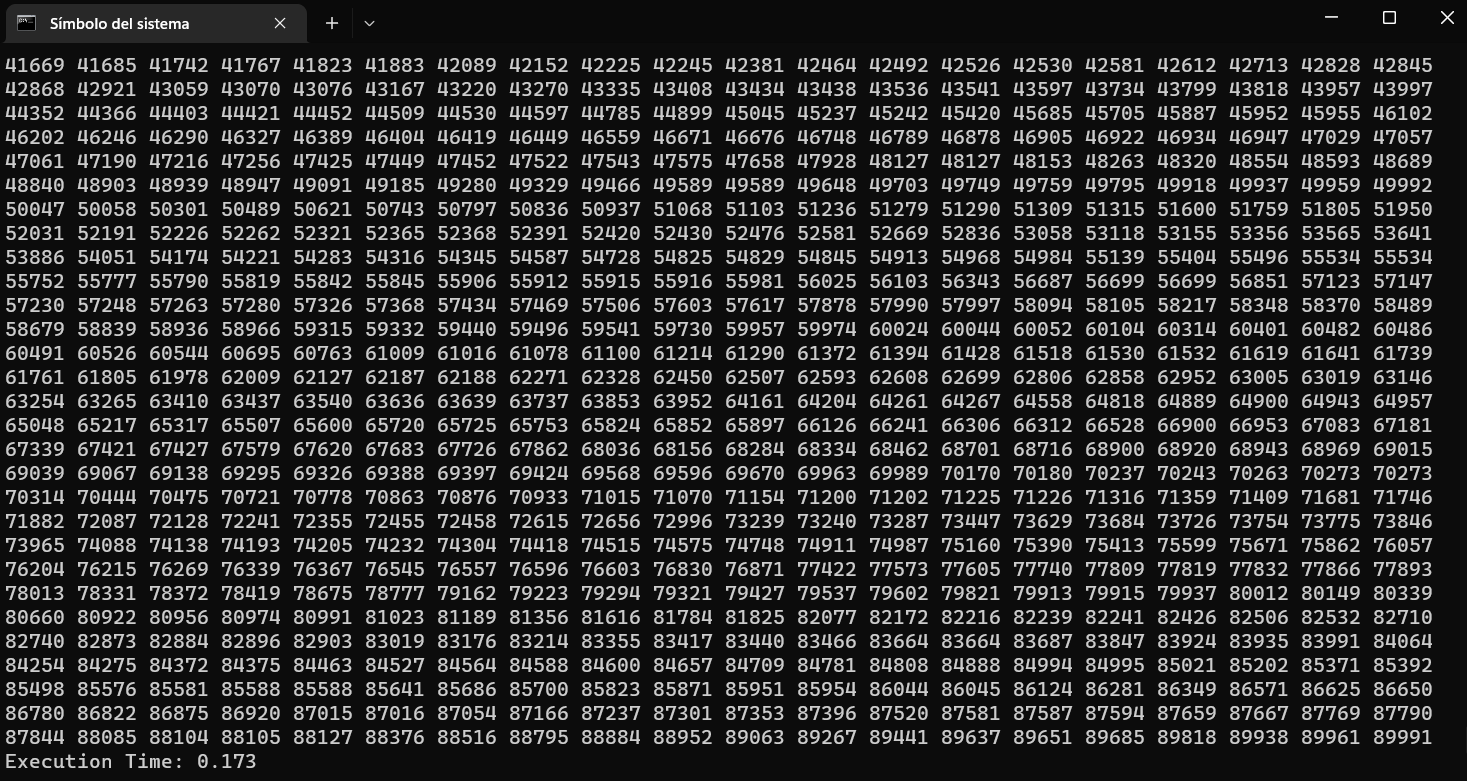 Símbolo del sistema
41669 41685 41742 41767 41823 41883 42089 42152 42225 42245 42381 42464 42492 42526 42530 42581 42612 42713 42828 42845
42868 42921 43059 43070 43076 43167 43220 43270 43335 43408 43434 43438 43536 43541 43597 43734 43799 43818 43957 43997
44352 44366 44403 44421 44452 44509 44530 44597 44785 44899 45045 45237 45242 45420 45685 45705 45887 45952 45955 46102
46202 46246 46290 46327 46389 46404 46419 46449 46559 46671 46676 46748 46789 46878 46905 46922 46934 46947 47029 47057
47061 47190 47216 47256 47425 47449 47452 47522 47543 47575 47658 47928 48127 48127 48153 48263 48320 48554 48593 48689
48840 48903 48939 48947 49091 49185 49280 49329 49466 49589 49589 49648 49703 49749 49759 49795 49918 49937 49959 49992
50047 50058 50301 50489 50621 50743 50797 50836 50937 51068 51103 51236 51279 51290 51309 51315 51600 51759 51805 51950
52031 52191 52226 52262 52321 52365 52368 52391 52420 52430 52476 52581 52669 52836 53058 53118 53155 53356 53565 53641
53886 54051 54174 54221 54283 54316 54345 54587 54728 54825 54829 54845 54913 54968 54984 55139 55404 55496 55534 55534
55752 55777 55790 55819 55842 55845 55906 55912 55915 55916 55981 56025 56103 56343 56687 56699 56699 56851 57123 57147
57230 57248 57263 57280 57326 57368 57434 57469 57506 57603 57617 57878 57990 57997 58094 58105 58217 58348 58370 58489
58679 58839 58936 58966 59315 59332 59440 59496 59541 59730 59957 59974 60024 60044 60052 60104 60314 60401 60482 60486
60491 60526 60544 60695 60763 61009 61016 61078 61100 61214 61290 61372 61394 61428 61518 61530 61532 61619 61641 61739
61761 61805 61978 62009 62127 62187 62188 62271 62328 62450 62507 62593 62608 62699 62806 62858 62952 63005 63019 63146
63254 63265 63410 63437 63540 63636 63639 63737 63853 63952 64161 64204 64261 64267 64558 64818 64889 64900 64943 64957
65048 65217 65317 65507 65600 65720 65725 65753 65824 65852 65897 66126 66241 66306 66312 66528 66900 66953 67083 67181
67339 67421 67427 67579 67620 67683 67726 67862 68036 68156 68284 68334 68462 68701 68716 68900 68920 68943 68969 69015
69039 69067 69138 69295 69326 69388 69397 69424 69568 69596 69670 69963 69989 70170 70180 70237 70243 70263 70273 70273
70314 70444 70475 70721 70778 70863 70876 70933 71015 71070 71154 71200 71202 71225 71226 71316 71359 71409 71681 71746
71882 72087 72128 72241 72355 72455 72458 72615 72656 72996 73239 73240 73287 73447 73629 73684 73726 73754 73775 73846
73965 74088 74138 74193 74205 74232 74304 74418 74515 74575 74748 74911 74987 75160 75390 75413 75599 75671 75862 76057
76204 76215 76269 76339 76367 76545 76557 76596 76603 76830 76871 77422 77573 77605 77740 77809 77819 77832 77866 77893
78013 78331 78372 78419 78675 78777 79162 79223 79294 79321 79427 79537 79602 79821 79913 79915 79937 80012 80149 80339
80660 80922 80956 80974 80991 81023 81189 81356 81616 81784 81825 82077 82172 82216 82239 82241 82426 82506 82532 82710
82740 82873 82884 82896 82903 83019 83176 83214 83355 83417 83440 83466 83664 83664 83687 83847 83924 83935 83991 84064
84254 84275 84372 84375 84463 84527 84564 84588 84600 84657 84709 84781 84808 84888 84994 84995 85021 85202 85371 85392
85498 85576 85581 85588 85588 85641 85686 85700 85823 85871 85951 85954 86044 86045 86124 86281 86349 86571 86625 86650
86780 86822 86875 86920 87015 87016 87054 87166 87237 87301 87353 87396 87520 87581 87587 87594 87659 87667 87769 87790
87844 88085 88104 88105 88127 88376 88516 88795 88884 88952 89063 89267 89441 89637 89651 89685 89818 89938 89961 89991
Execution Time: 0.173